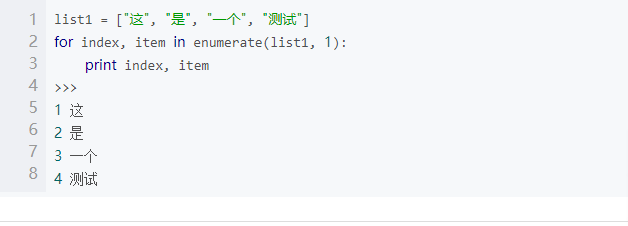 1 list1 = ["这", "是", "一个", "测试"]
2 for index, item in enumerate(list1, 1):
3     print index, item
4 >>>
5 1 这
6 2 是
7 3 一个
8 4 测试